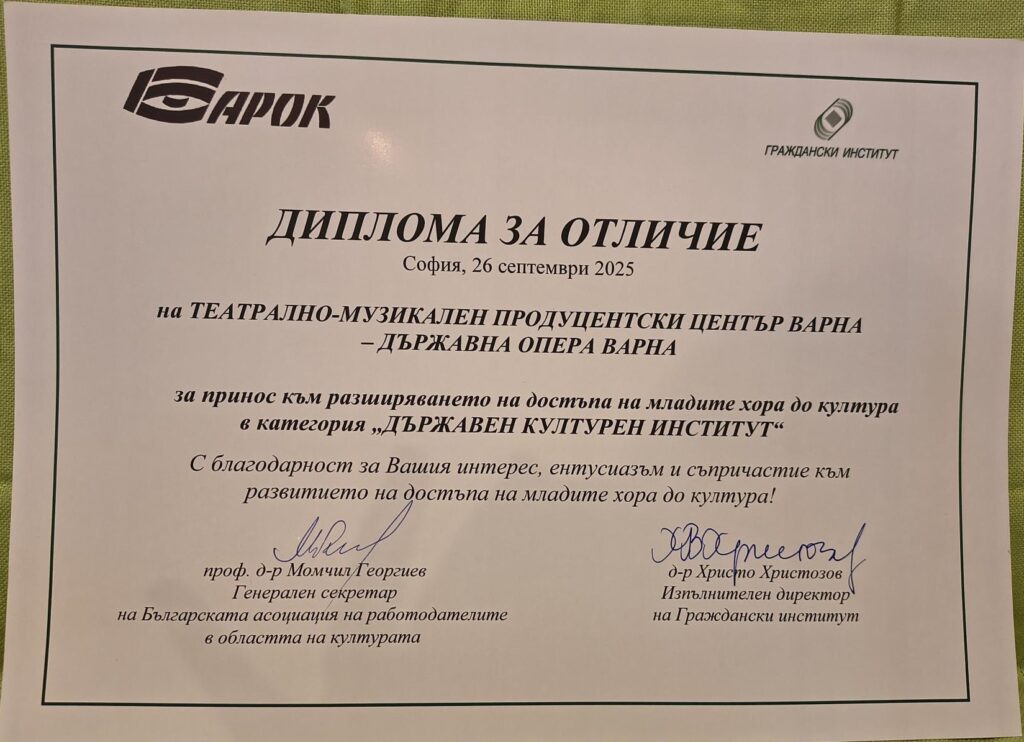 БАРОК
ГРАЖДАНСКИ ИНСТИТУТ
ДИПЛОМА ЗА ОТЛИЧИЕ
София, 26 септември 2025
на ТЕАТРАЛНО-МУЗИКАЛЕН ПРОДУЦЕНТСКИ ЦЕНТЪР ВАРНА
– ДЪРЖАВНА ОПЕРА ВАРНА
за принос към разширяването на достъпа на младите хора до култура
в категория „ДЪРЖАВЕН КУЛТУРЕН ИНСТИТУТ“
С благодарност за Вашия интерес, ентусиазъм и съпричастие към
развитието на достъпа на младите хора до култура!
проф. д-р Момчил Георгиев
Генерален секретар
на Българската асоциация на работодателите
в областта на културата
д-р Христо Христозов
Изпълнителен директор
на Граждански институт